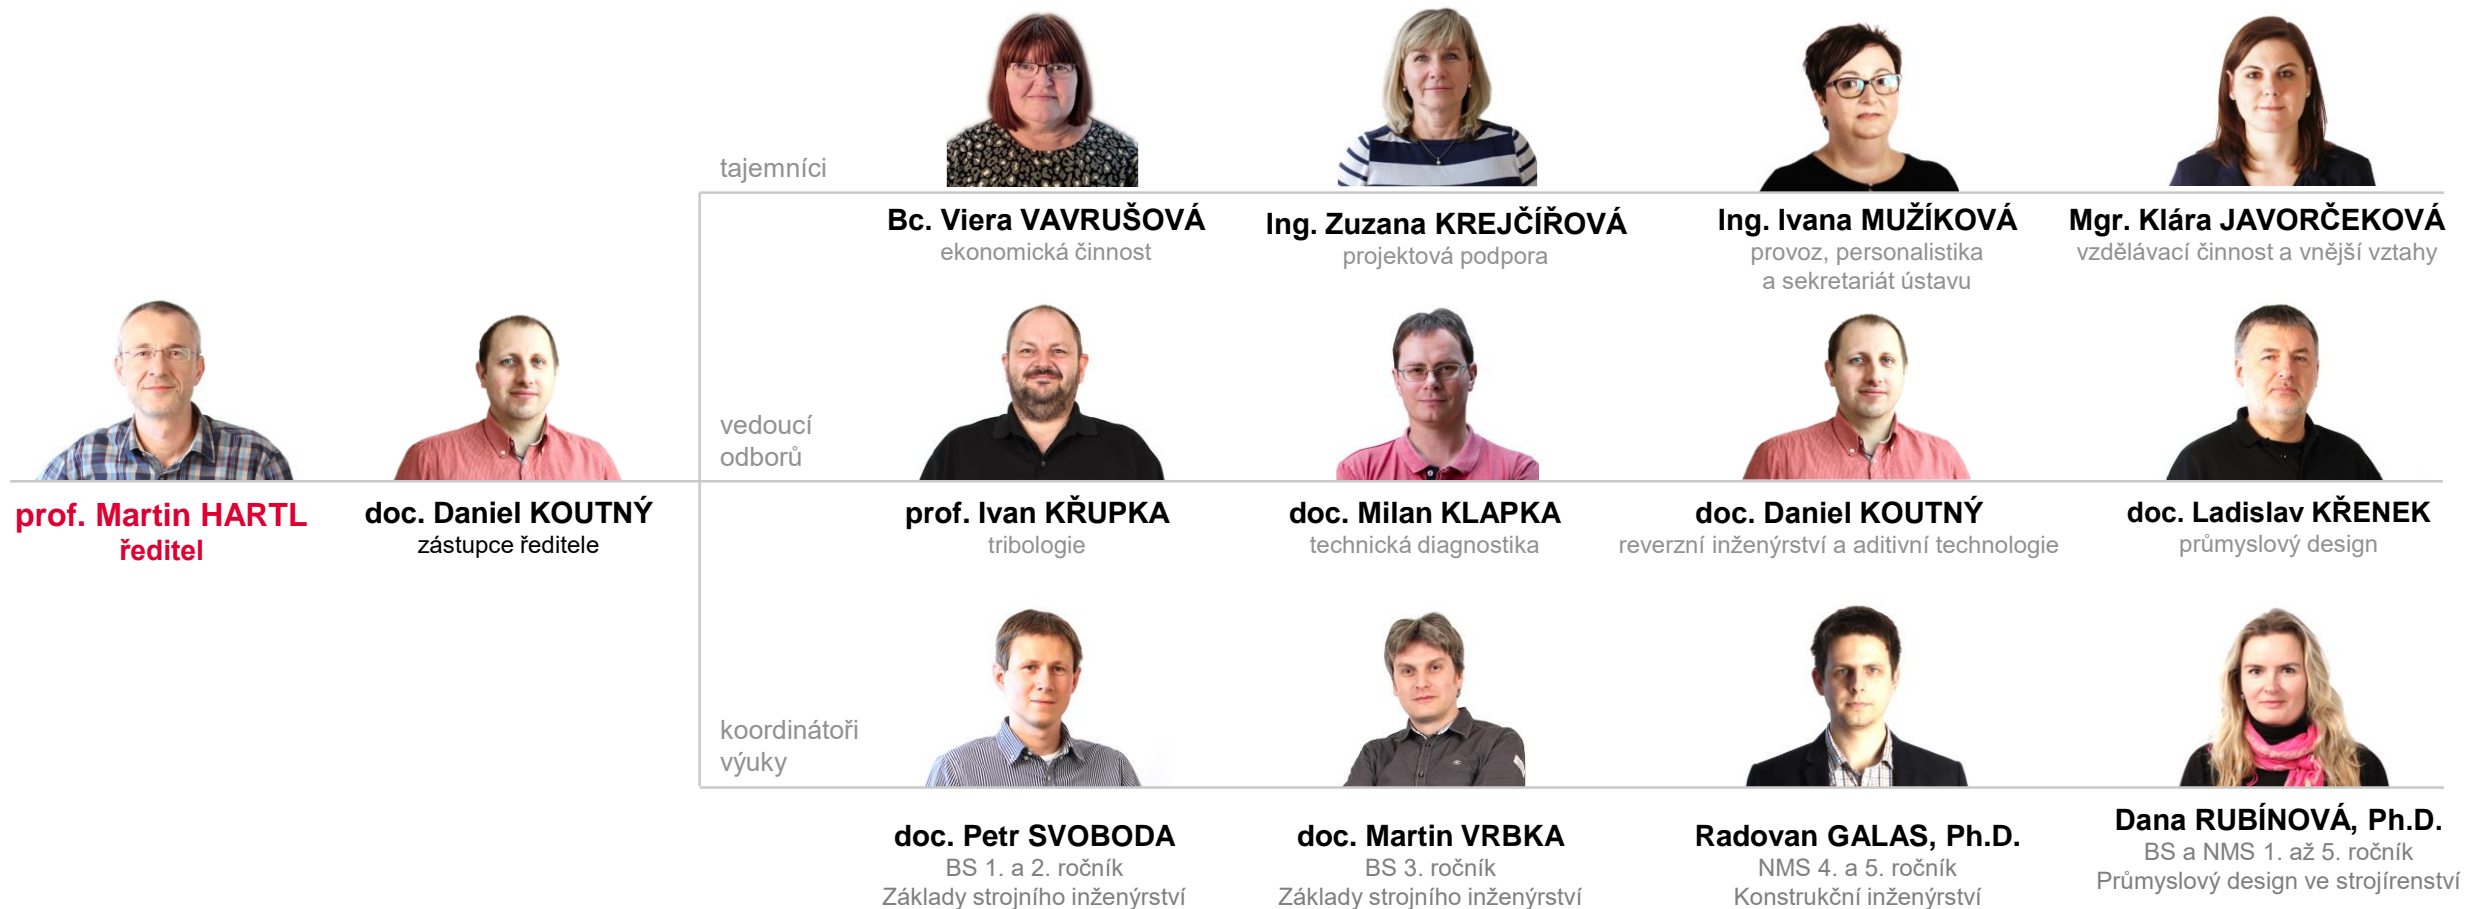 tajemníci
Bc. Viera VAVRUŠOVÁ
ekonomická činnost
Ing. Zuzana KREJČÍŘOVÁ
projektová podpora
Ing. Ivana MUŽÍKOVÁ
provoz, personalistika
a sekretariát ústavu
Mgr. Klára JAVORČEKOVÁ
vzdělávací činnost a vnější vztahy
prof. Martin HARTL
ředitel
doc. Daniel KOUTNÝ
zástupce ředitele
vedoucí
odborů
prof. Ivan KŘUPKA
tribologie
doc. Milan KLAPKA
technická diagnostika
doc. Daniel KOUTNÝ
reverzní inženýrství a aditivní technologie
doc. Ladislav KŘENEK
průmyslový design
koordinátoři
výuky
doc. Petr SVOBODA
BS 1. a 2. ročník
Základy strojního inženýrství
doc. Martin VRBKA
BS 3. ročník
Základy strojního inženýrství
Radovan GALAS, Ph.D.
NMS 4. a 5. ročník
Konstrukční inženýrství
Dana RUBÍNOVÁ, Ph.D.
BS a NMS 1. až 5. ročník
Průmyslový design ve strojírenství